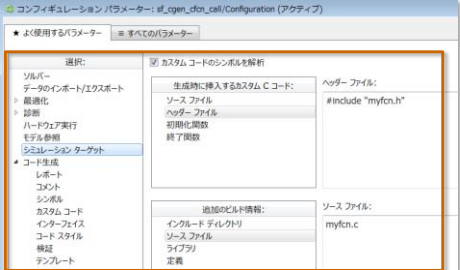 コンフィギュレーション パラメーター: sf_cgen_cfcn_call/Configuration (アクティブ)
★ よく使用するパラメーター
≡ すべてのパラメーター
選択:
ソルバー
データのインポート/エクスポート
最適化
診断
ハードウェア実行
モデル参照
シミュレーション ターゲット
コード生成
レポート
コメント
シンボル
カスタム コード
インターフェイス
コード スタイル
検証
テンプレート
カスタム コードのシンボルを解析
生成時に挿入するカスタム C コード:
ソース ファイル
ヘッダー ファイル
初期化関数
終了関数
ヘッダー ファイル:
#include "myfcn.h"
追加のビルド情報:
インクルード ディレクトリ
ソース ファイル
ライブラリ
定義
ソース ファイル:
myfcn.c